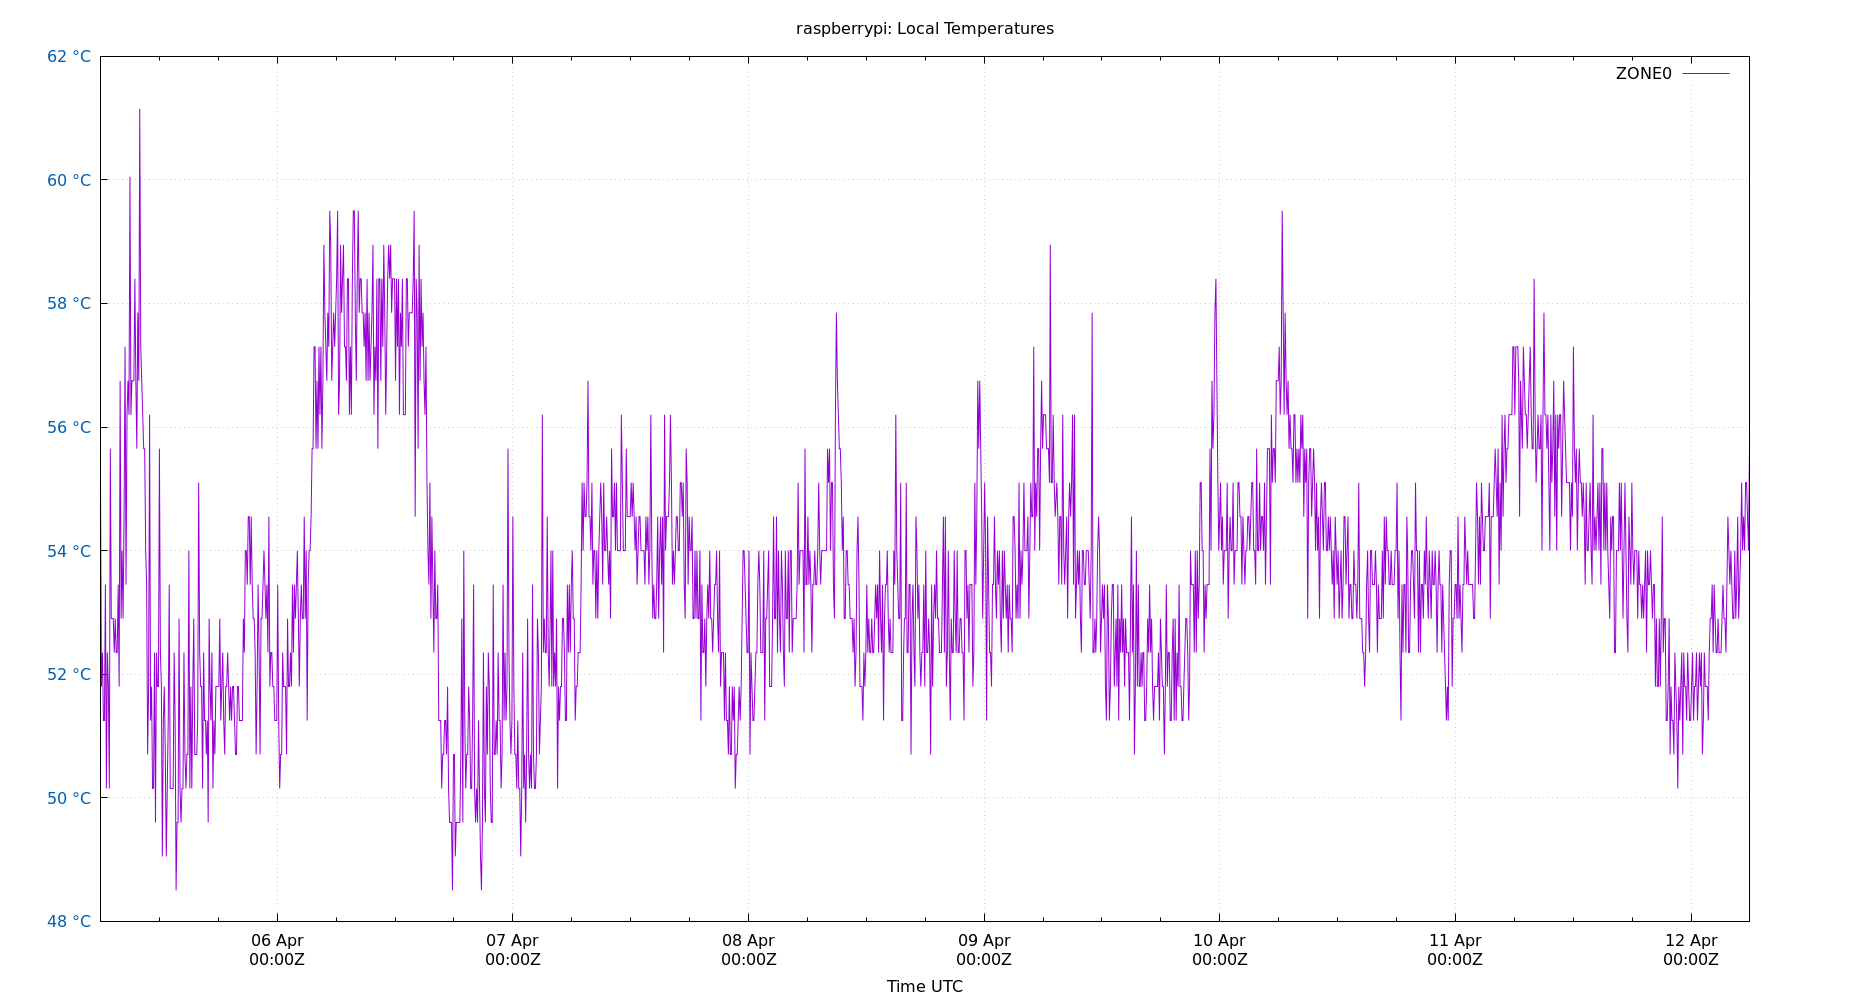 raspberrypi: Local Temperatures
62 °C
ZONE0
60 °C
58 °C
56 °C
54 °C
52 °C
50 °C
48 °C
06 Apr 07 Apr 08 Apr 09 Apr 10 Apr 11 Apr 12 Apr
00:00Z 00:00Z 00:00Z 00:00Z 00:00Z 00:00Z 00:00Z
Time UTC